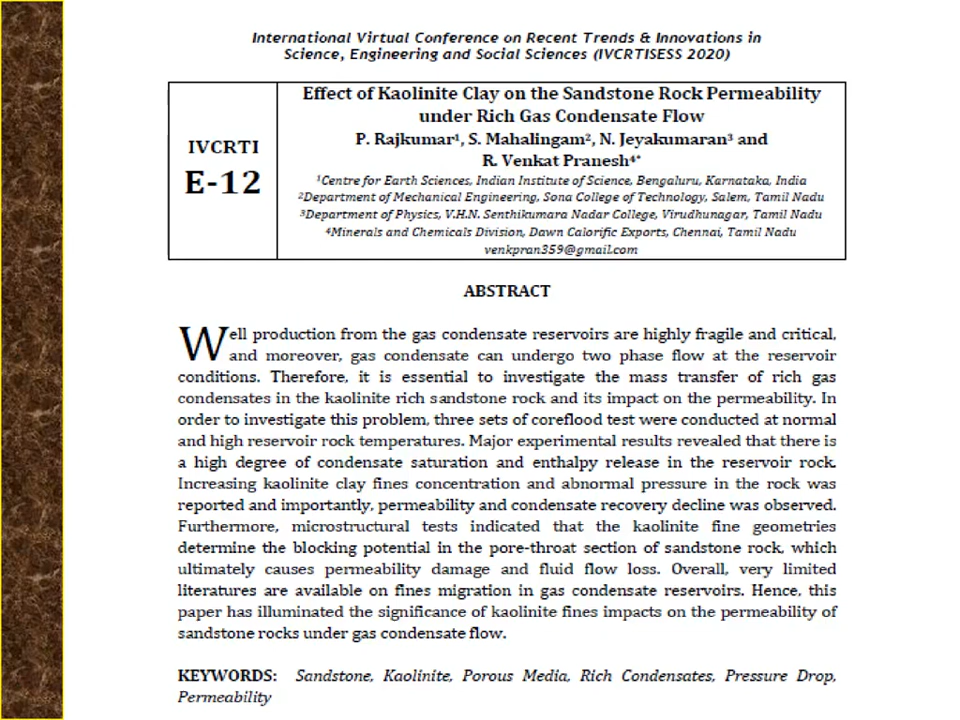 International Virtual Conference on Recent Trends & Innovations in
Science, Engineering and Social Sciences (IVCRTISESS 2020)
IVCRTI
E-12
Effect of Kaolinite Clay on the Sandstone Rock Permeability
under Rich Gas Condensate Flow
P. Rajkumar¹, S. Mahalingam², N. Jeyakumaran³ and
R. Venkat Pranesh⁴*
¹Centre for Earth Sciences, Indian Institute of Science, Bengaluru, Karnataka, India
²Department of Mechanical Engineering, Sona College of Technology, Salem, Tamil Nadu
³Department of Physics, V.H.N. Senthikumara Nadar College, Virudhunagar, Tamil Nadu
⁴Minerals and Chemicals Division, Dawn Calorific Exports, Chennai, Tamil Nadu
venkpran359@gmail.com
ABSTRACT
Well production from the gas condensate reservoirs are highly fragile and critical,
and moreover, gas condensate can undergo two phase flow at the reservoir
conditions. Therefore, it is essential to investigate the mass transfer of rich gas
condensates in the kaolinite rich sandstone rock and its impact on the permeability. In
order to investigate this problem, three sets of coreflood test were conducted at normal
and high reservoir rock temperatures. Major experimental results revealed that there is
a high degree of condensate saturation and enthalpy release in the reservoir rock.
Increasing kaolinite clay fines concentration and abnormal pressure in the rock was
reported and importantly, permeability and condensate recovery decline was observed.
Furthermore, microstructural tests indicated that the kaolinite fine geometries
determine the blocking potential in the pore-throat section of sandstone rock, which
ultimately causes permeability damage and fluid flow loss. Overall, very limited
literatures are available on fines migration in gas condensate reservoirs. Hence, this
paper has illuminated the significance of kaolinite fines impacts on the permeability of
sandstone rocks under gas condensate flow.
KEYWORDS: Sandstone, Kaolinite, Porous Media, Rich Condensates, Pressure Drop,
Permeability